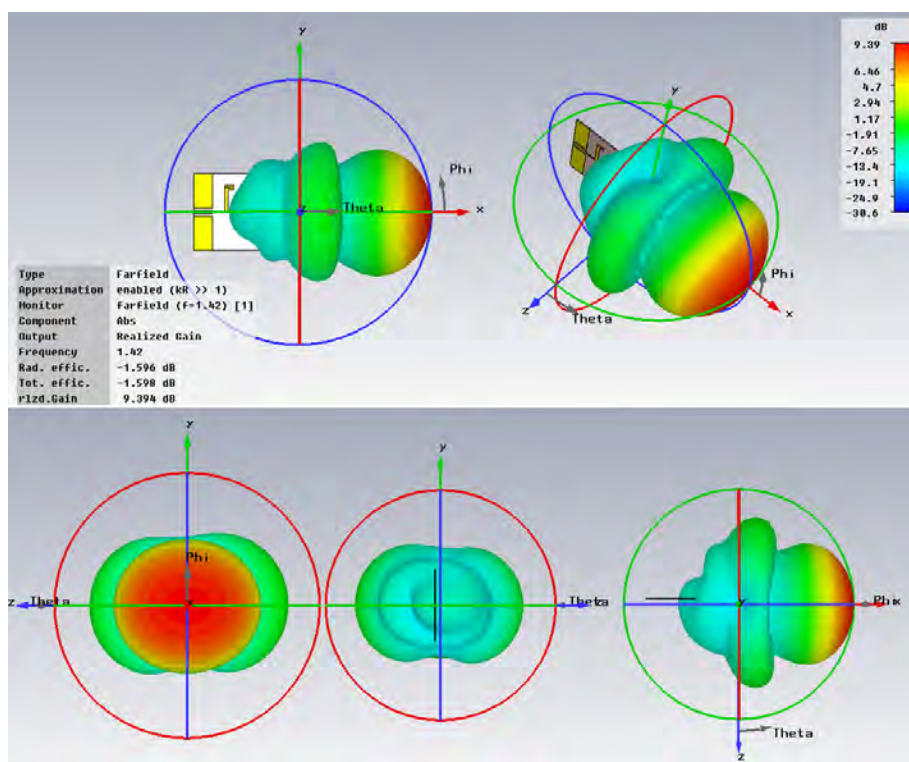 y
Phi
Theta
x
z
y
Phi
x
z
Theta
dB
9.39
6.46
4.7
2.94
1.17
-1.91
-7.65
-13.4
-19.1
-24.9
-30.6
Type Farfield
Approximation enabled (kR >> 1)
Monitor Farfield (f=1.42) [1]
Component Abs
Output Realized Gain
Frequency 1.42
Rad. effic. -1.596 dB
Tot. effic. -1.598 dB
rlzd.Gain 9.394 dB
y
Phi
z Theta x
y
Theta z
y Phi x
Theta
z